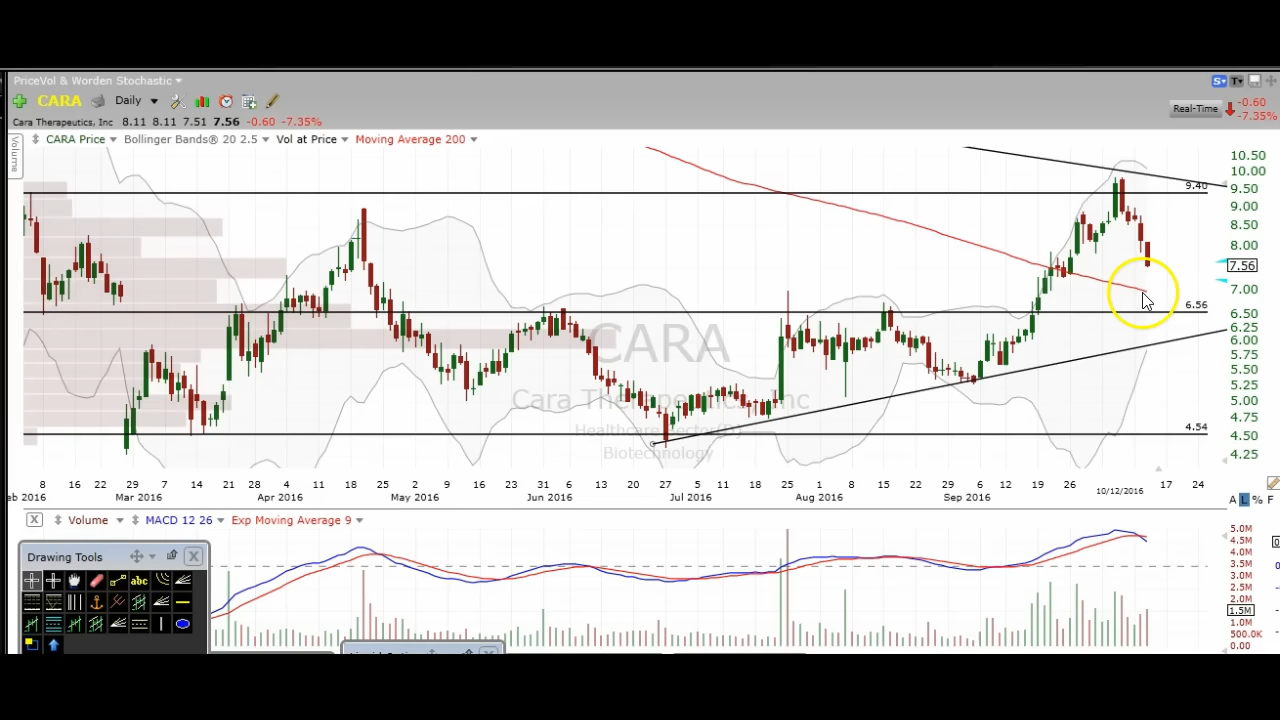 PriceVol & Worden Stochastic
CARA Daily
Cara Therapeutics, Inc 8.11 8.11 7.51 7.56 -0.60 -7.35%
Real-Time -0.60
-7.35%
Volume
CARA Price Bollinger Bands® 20 2.5 Vol at Price Moving Average 200
10.50
10.00
9.50
9.40
9.00
8.50
8.00
7.56
7.00
6.56
6.50
6.25
6.00
5.75
5.50
5.25
5.00
4.75
4.54
4.50
4.25
CARA
Cara Therapeutics, Inc
Biotechnology
8 16 22 29 7 14 21 28 4 11 18 25 2 9 16 23 31 6 13 20 27 5 11 18 25 1 8 15 22 29 6 12 19 26 17 24
eb 2016 Mar 2016 Apr 2016 May 2016 Jun 2016 Jul 2016 Aug 2016 Sep 2016 10/12/2016
A L % F
X Volume MACD 12 26 Exp Moving Average 9
5.0M
4.5M
4.0M
3.5M
3.0M
2.5M
2.0M
1.5M
1.0M
500.0K
0.00
Drawing Tools X
abc